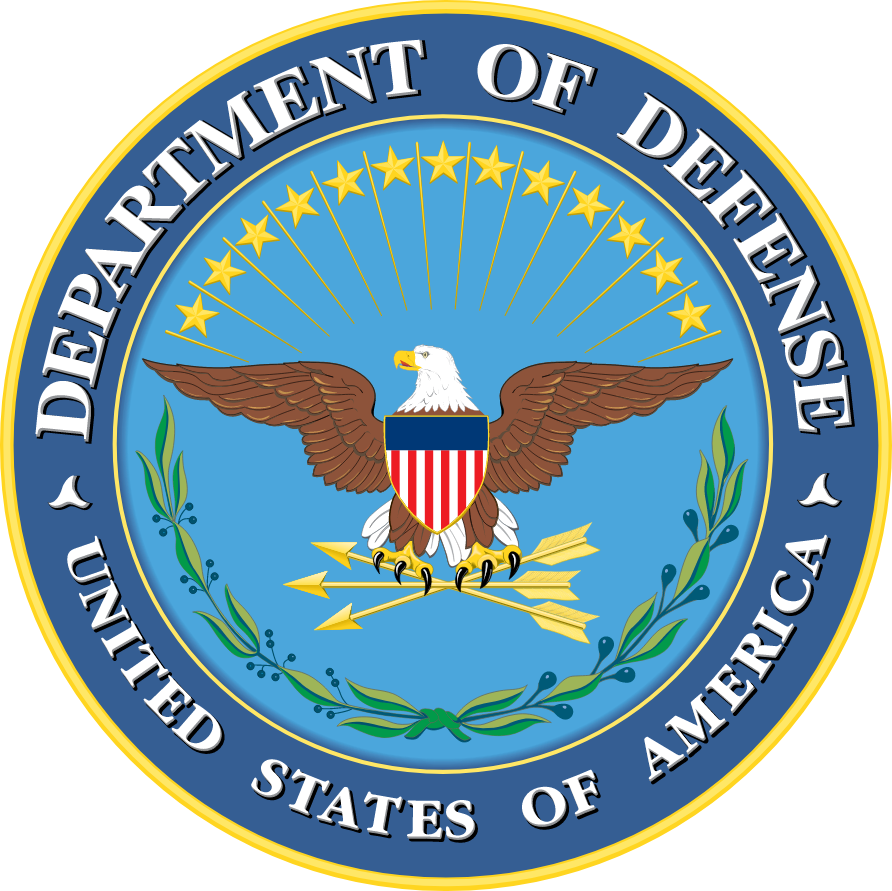 DEPARTMENT OF DEFENSE
UNITED STATES OF AMERICA